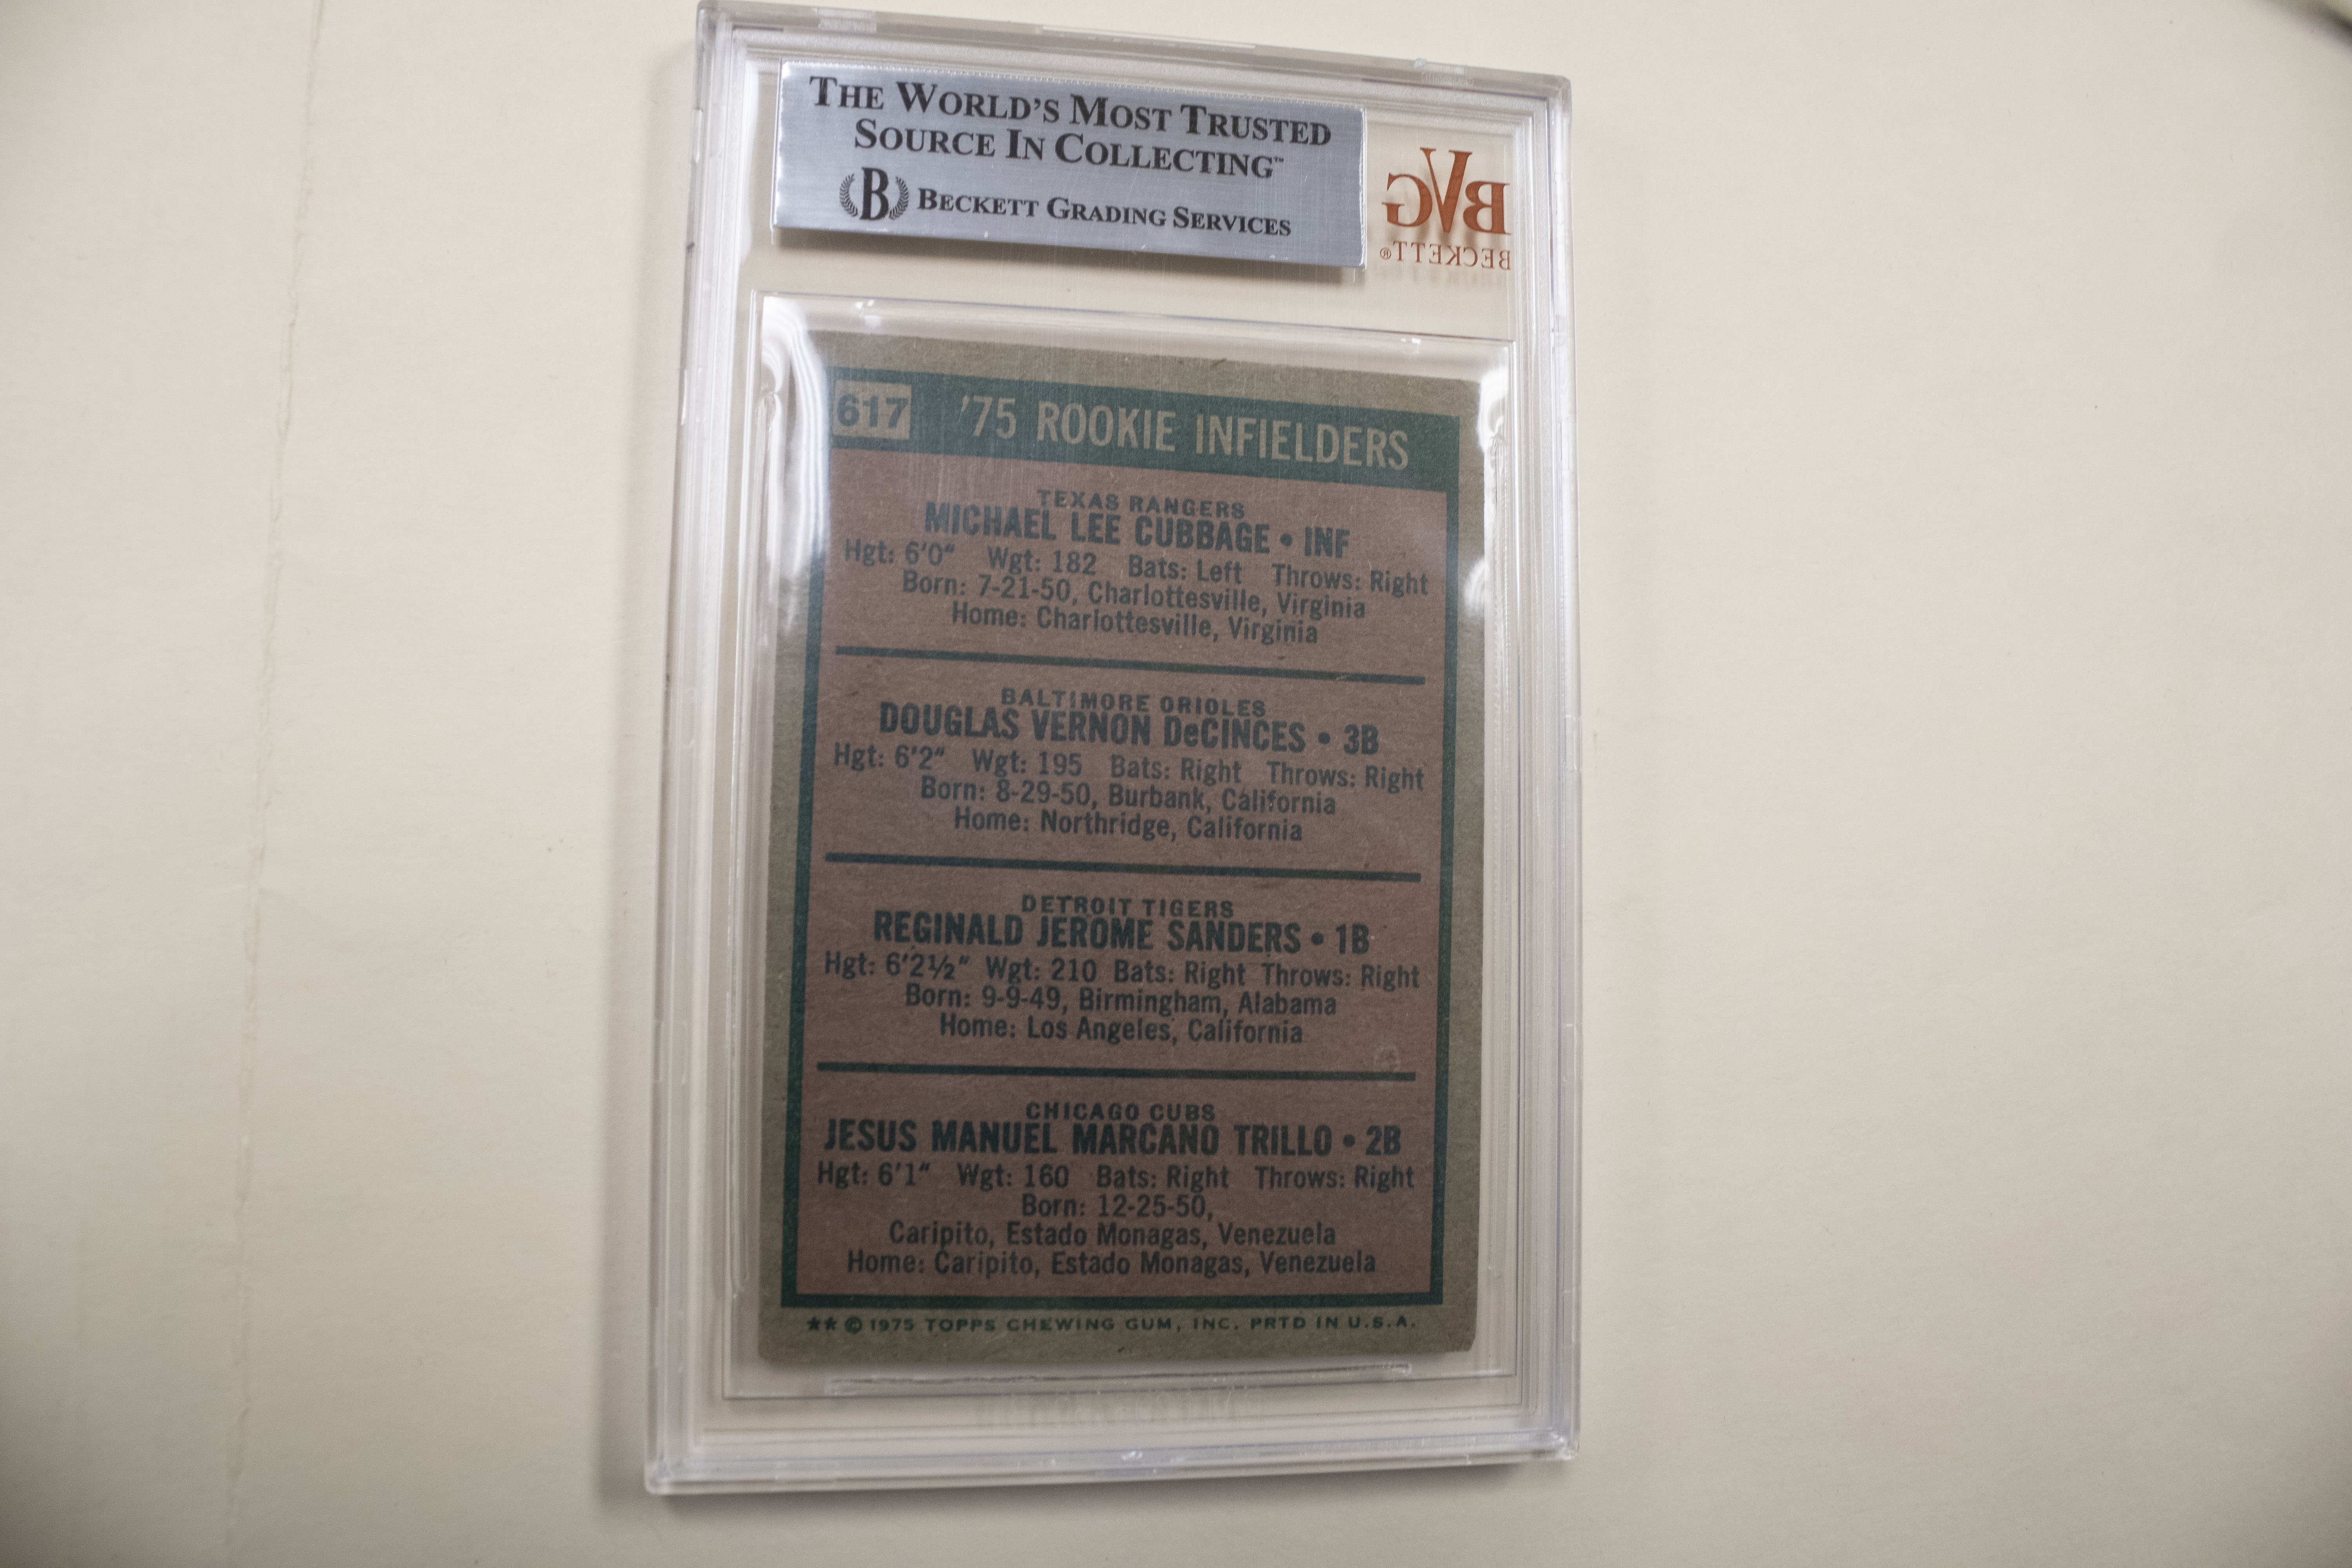 THE WORLD'S MOST TRUSTED
SOURCE IN COLLECTING™
B BECKETT GRADING SERVICES
BVG
BECKETT®
617 '75 ROOKIE INFIELDERS
TEXAS RANGERS
MICHAEL LEE CUBBAGE • INF
Hgt: 6'0" Wgt: 182 Bats: Left Throws: Right
Born: 7-21-50, Charlottesville, Virginia
Home: Charlottesville, Virginia
BALTIMORE ORIOLES
DOUGLAS VERNON DeCINCES • 3B
Hgt: 6'2" Wgt: 195 Bats: Right Throws: Right
Born: 8-29-50, Burbank, California
Home: Northridge, California
DETROIT TIGERS
REGINALD JEROME SANDERS • 1B
Hgt: 6'2½" Wgt: 210 Bats: Right Throws: Right
Born: 9-9-49, Birmingham, Alabama
Home: Los Angeles, California
CHICAGO CUBS
JESUS MANUEL MARCANO TRILLO • 2B
Hgt: 6'1" Wgt: 160 Bats: Right Throws: Right
Born: 12-25-50,
Caripito, Estado Monagas, Venezuela
Home: Caripito, Estado Monagas, Venezuela
★★ © 1975 TOPPS CHEWING GUM, INC. PRTD IN U.S.A.